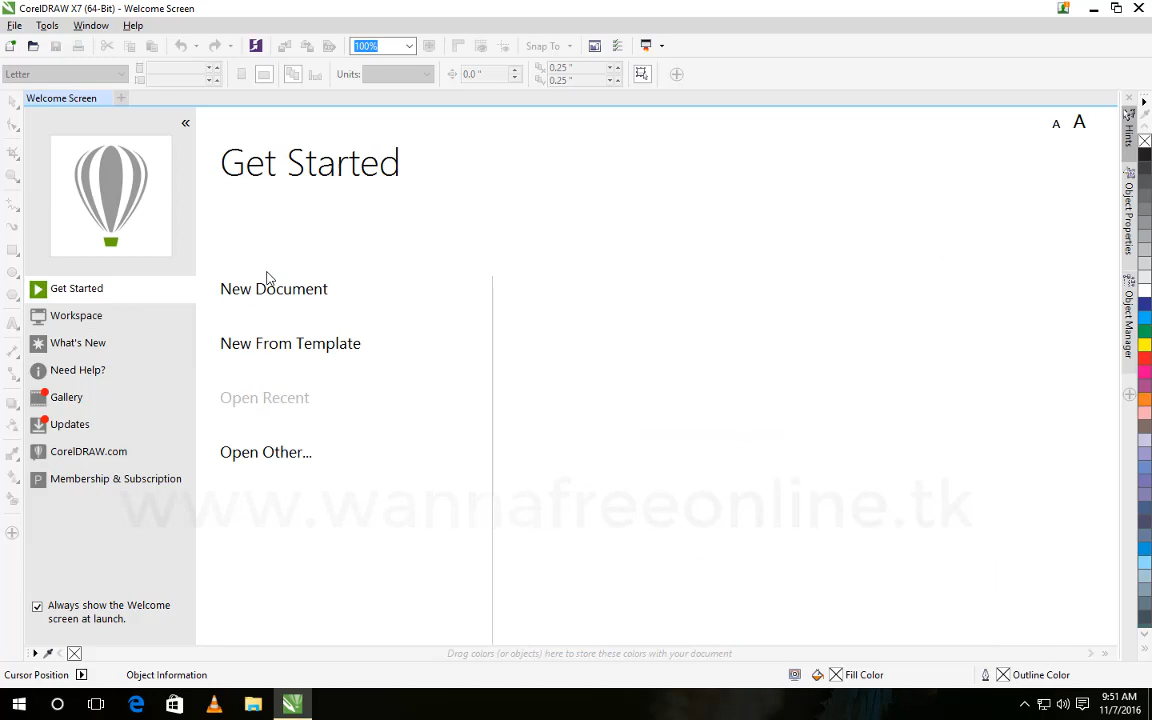 CorelDRAW X7 (64-Bit) - Welcome Screen
File Tools Window Help
100% Snap To
Letter Units: 0.0 " 0.25 "
0.25 "
Welcome Screen
A A
Get Started
Hints
Object Properties
Object Manager
Get Started
Workspace
What's New
Need Help?
Gallery
Updates
CorelDRAW.com
Membership & Subscription
New Document
New From Template
Open Recent
Open Other...
www.wannafreeonline.tk
Always show the Welcome
screen at launch.
Drag colors (or objects) here to store these colors with your document
Cursor Position Object Information Fill Color Outline Color
9:51 AM
11/7/2016